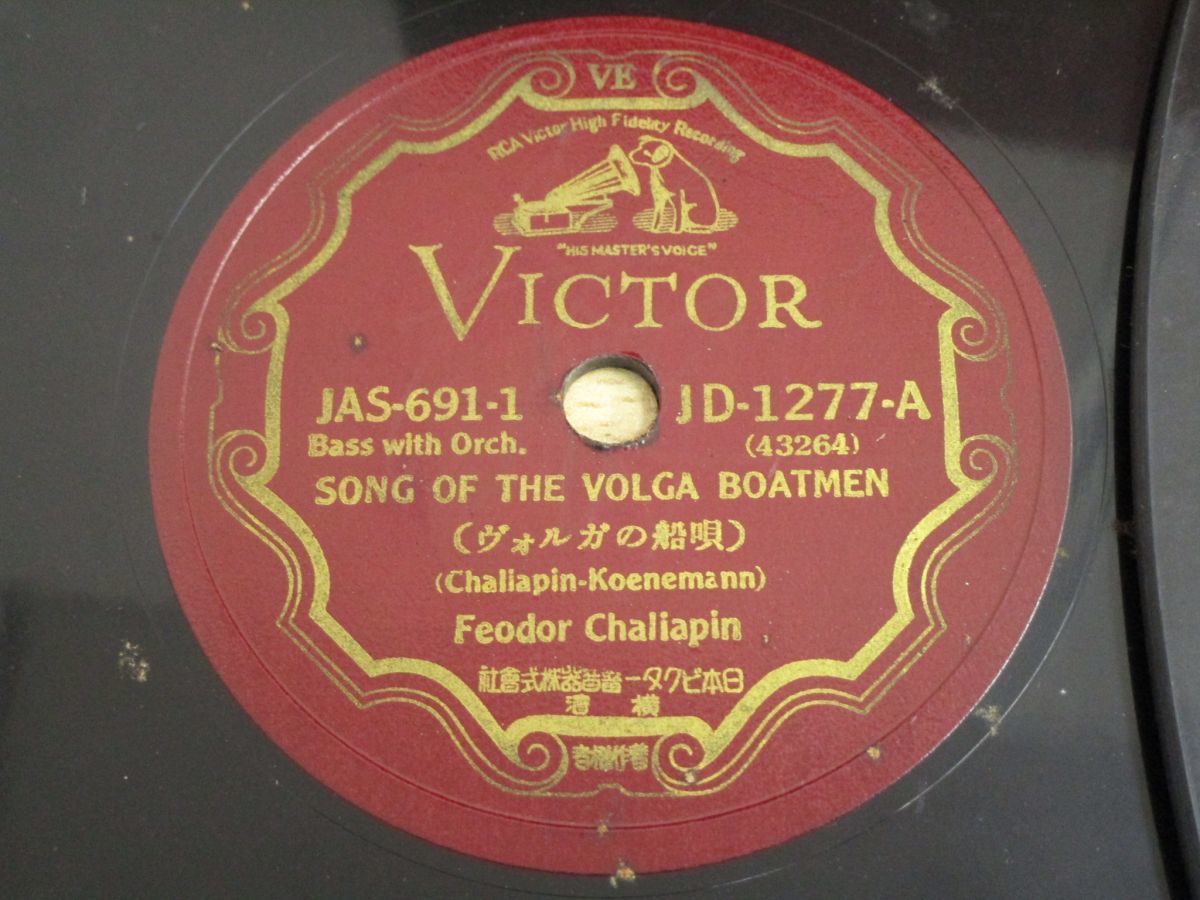 VE
RCA Victor High Fidelity Recording
"HIS MASTER'S VOICE"
VICTOR
JAS-691-1 JD-1277-A
Bass with Orch. (43264)
SONG OF THE VOLGA BOATMEN
(ヴォルガの船唄)
(Chaliapin-Koenemann)
Feodor Chaliapin
社會式株器音蓄ータクビ本日
濱横